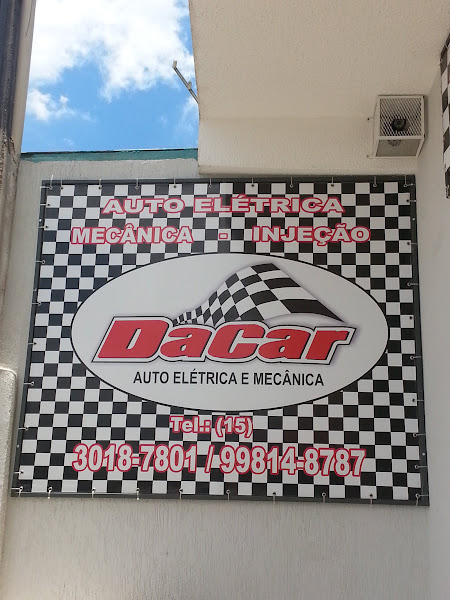 AUTO ELÉTRICA
MECÂNICA - INJEÇÃO
DaCar
AUTO ELÉTRICA E MECÂNICA
Tel.: (15)
3018-7801 / 99814-8787